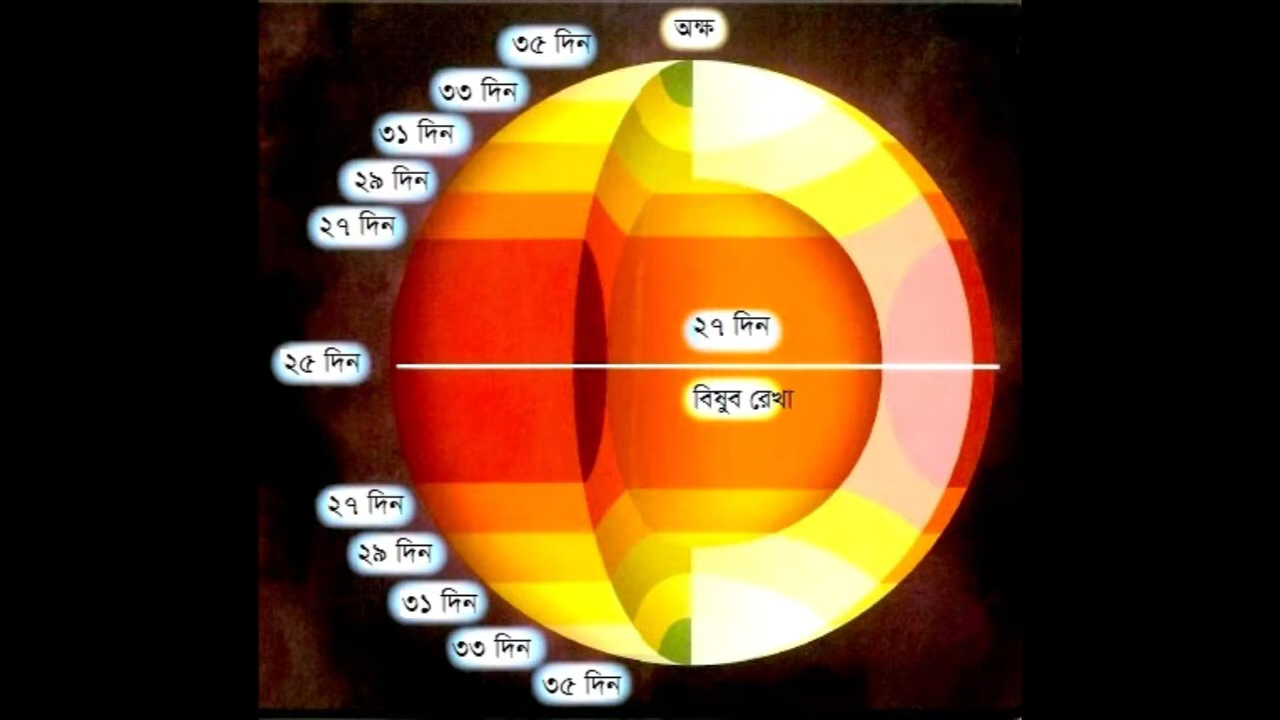 অক্ষ
৩৫ দিন
৩৩ দিন
৩১ দিন
২৯ দিন
২৭ দিন
২৭ দিন
২৫ দিন
বিষুব রেখা
২৭ দিন
২৯ দিন
৩১ দিন
৩৩ দিন
৩৫ দিন